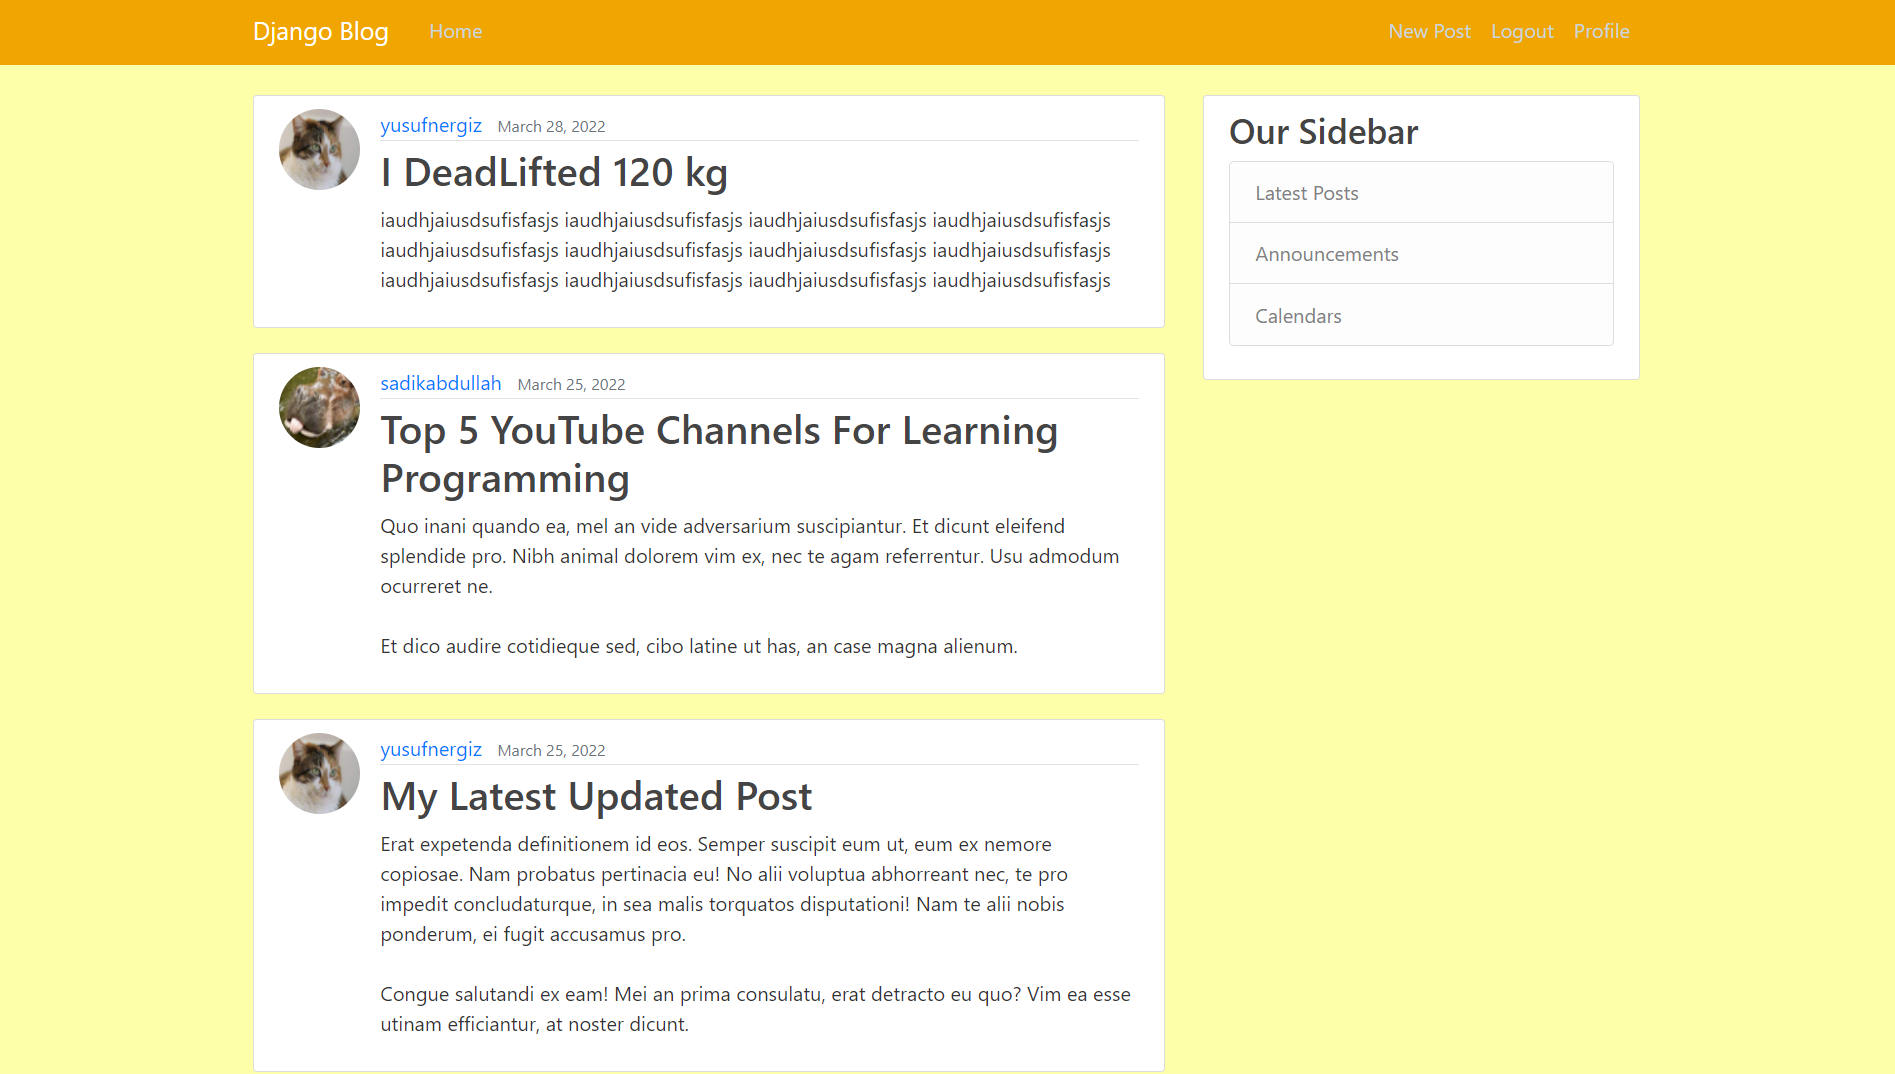 Django Blog Home New Post Logout Profile
yusufnergiz March 28, 2022
I DeadLifted 120 kg
iaudhjaiusdsufisfasjs iaudhjaiusdsufisfasjs iaudhjaiusdsufisfasjs iaudhjaiusdsufisfasjs
iaudhjaiusdsufisfasjs iaudhjaiusdsufisfasjs iaudhjaiusdsufisfasjs iaudhjaiusdsufisfasjs
iaudhjaiusdsufisfasjs iaudhjaiusdsufisfasjs iaudhjaiusdsufisfasjs iaudhjaiusdsufisfasjs
sadikabdullah March 25, 2022
Top 5 YouTube Channels For Learning
Programming
Quo inani quando ea, mel an vide adversarium suscipiantur. Et dicunt eleifend
splendide pro. Nibh animal dolorem vim ex, nec te agam referrentur. Usu admodum
ocurreret ne.
Et dico audire cotidieque sed, cibo latine ut has, an case magna alienum.
yusufnergiz March 25, 2022
My Latest Updated Post
Erat expetenda definitionem id eos. Semper suscipit eum ut, eum ex nemore
copiosae. Nam probatus pertinacia eu! No alii voluptua abhorreant nec, te pro
impedit concludaturque, in sea malis torquatos disputationi! Nam te alii nobis
ponderum, ei fugit accusamus pro.
Congue salutandi ex eam! Mei an prima consulatu, erat detracto eu quo? Vim ea esse
utinam efficiantur, at noster dicunt.
Our Sidebar
Latest Posts
Announcements
Calendars